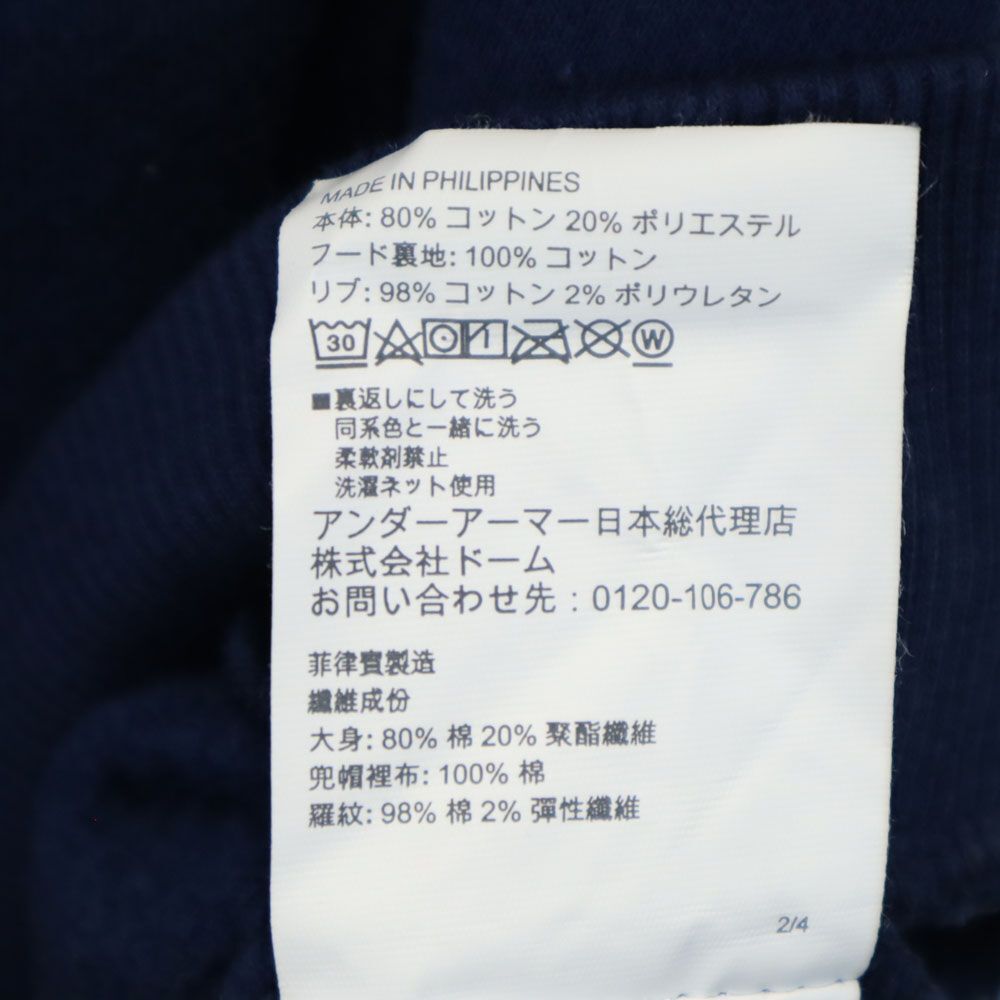 MADE IN PHILIPPINES
本体: 80% コットン 20% ポリエステル
フード裏地: 100% コットン
リブ: 98% コットン 2% ポリウレタン
30 W
■裏返しにして洗う
同系色と一緒に洗う
柔軟剤禁止
洗濯ネット使用
アンダーアーマー日本総代理店
株式会社ドーム
お問い合わせ先 : 0120-106-786
菲律賓製造
纖維成份
大身: 80% 棉 20% 聚酯纖維
兜帽裡布: 100% 棉
羅紋: 98% 棉 2% 彈性纖維
2/4